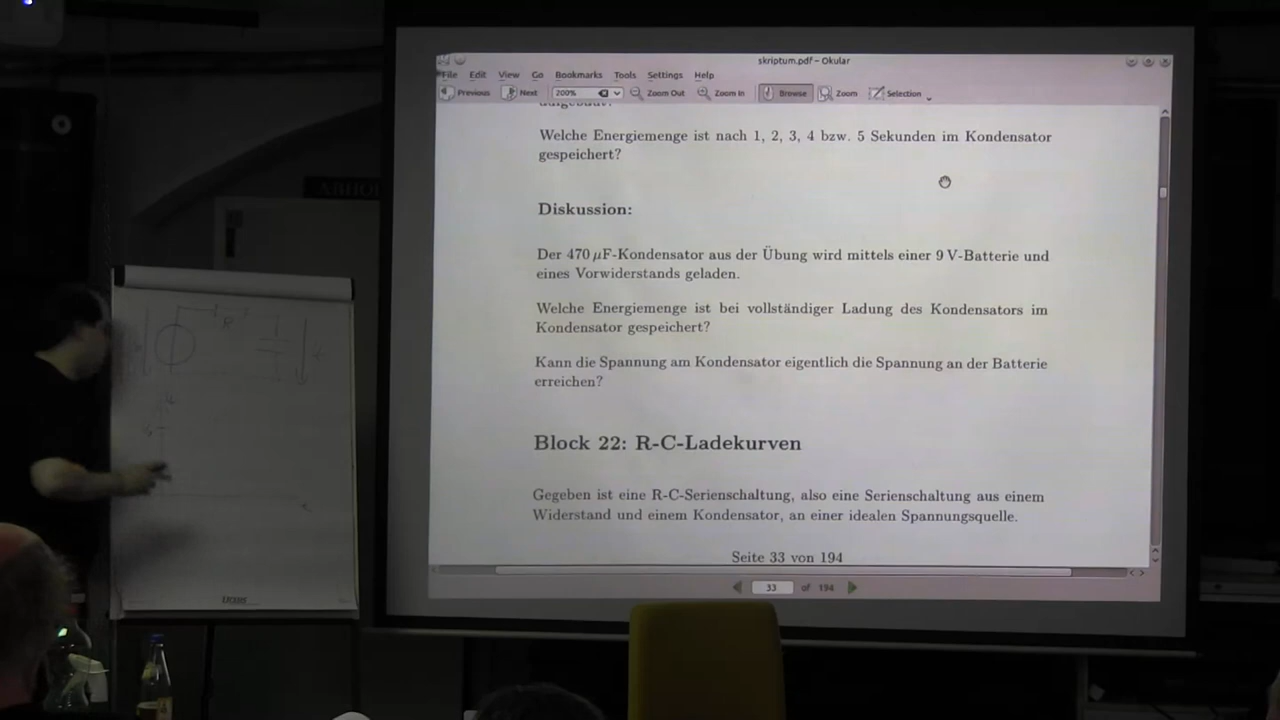 skriptum.pdf – Okular
File Edit View Go Bookmarks Tools Settings Help
Previous Next 200% Zoom Out Zoom In Browse Zoom Selection
Welche Energiemenge ist nach 1, 2, 3, 4 bzw. 5 Sekunden im Kondensator
gespeichert?
Diskussion:
Der 470 µF-Kondensator aus der Übung wird mittels einer 9 V-Batterie und
eines Vorwiderstands geladen.
Welche Energiemenge ist bei vollständiger Ladung des Kondensators im
Kondensator gespeichert?
Kann die Spannung am Kondensator eigentlich die Spannung an der Batterie
erreichen?
Block 22: R-C-Ladekurven
Gegeben ist eine R-C-Serienschaltung, also eine Serienschaltung aus einem
Widerstand und einem Kondensator, an einer idealen Spannungsquelle.
Seite 33 von 194
33 of 194
R